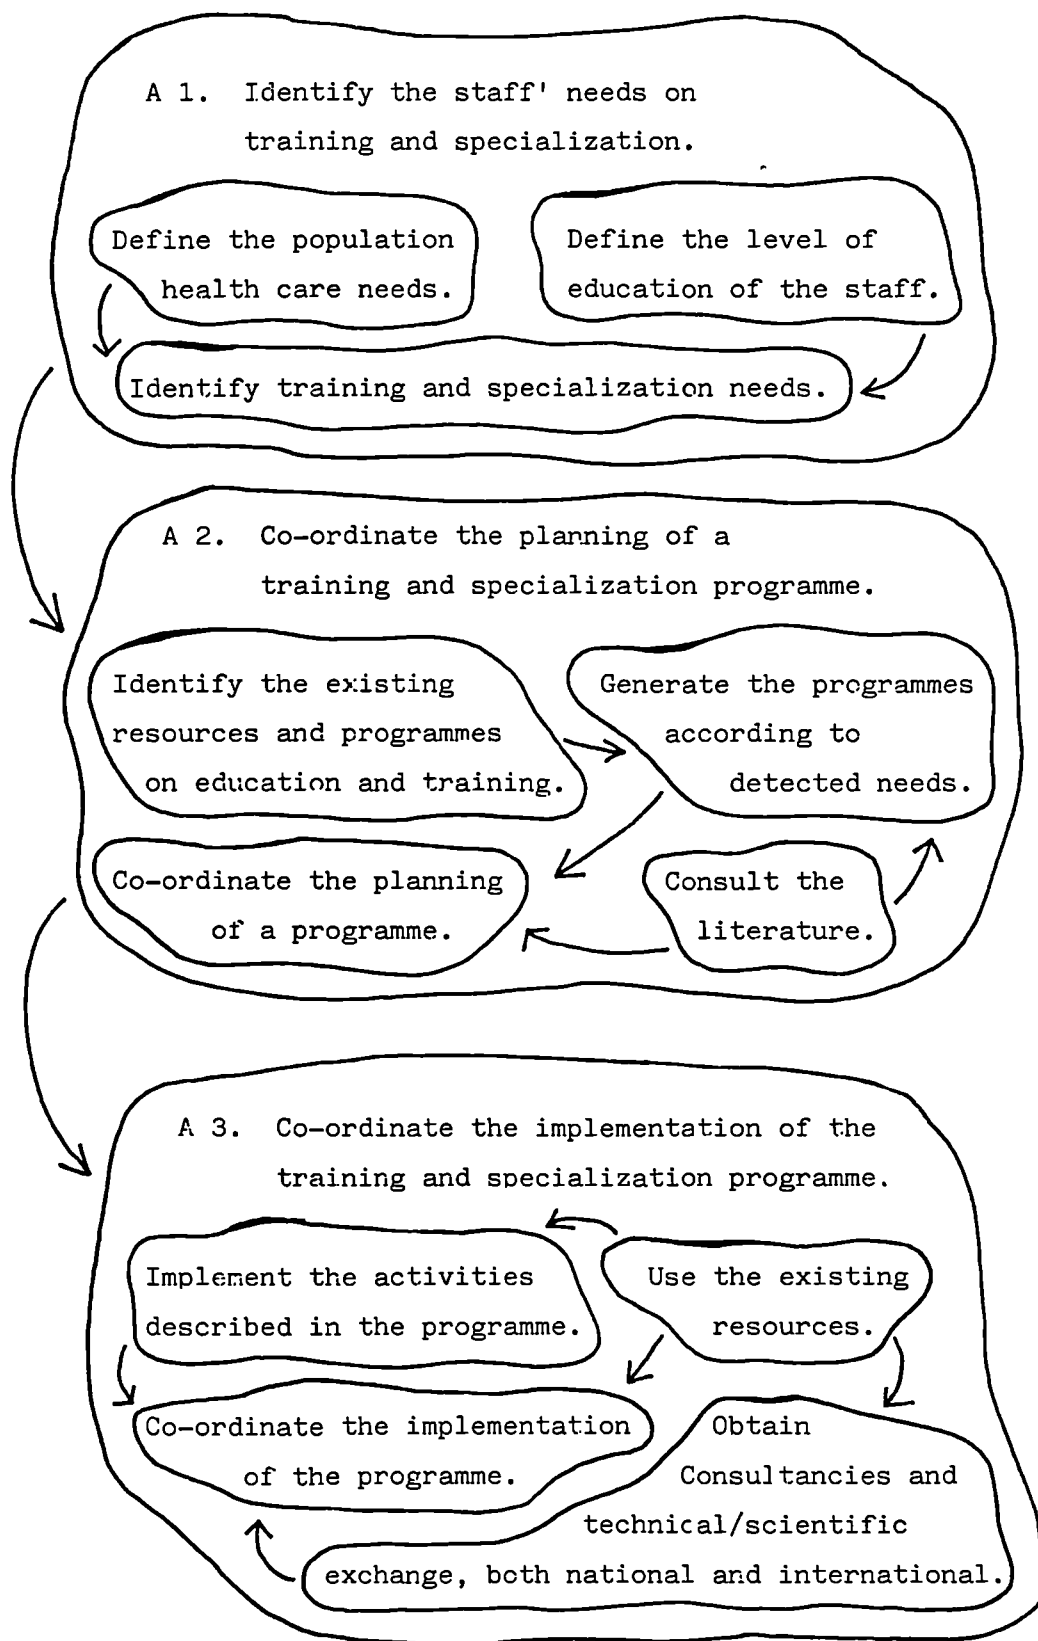 A 1. Identify the staff' needs on
training and specialization.
Define the population
health care needs.
Define the level of
education of the staff.
Identify training and specialization needs.
A 2. Co-ordinate the planning of a
training and specialization programme.
Identify the existing
resources and programmes
on education and training.
Generate the programmes
according to
detected needs.
Co-ordinate the planning
of a programme.
Consult the
literature.
A 3. Co-ordinate the implementation of the
training and specialization programme.
Implement the activities
described in the programme.
Use the existing
resources.
Co-ordinate the implementation
of the programme.
Obtain
Consultancies and
technical/scientific
exchange, both national and international.